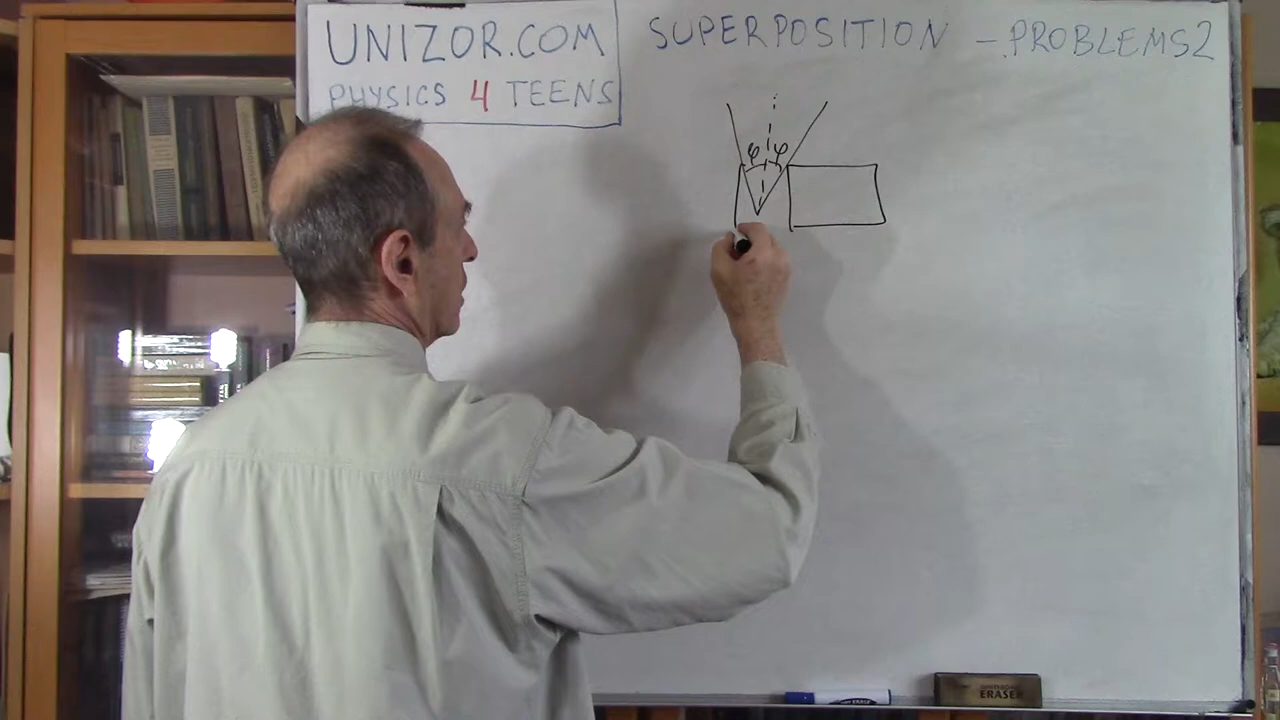 UNIZOR.COM
PHYSICS 4 TEENS
SUPERPOSITION - PROBLEMS2
φ φ
ERASER